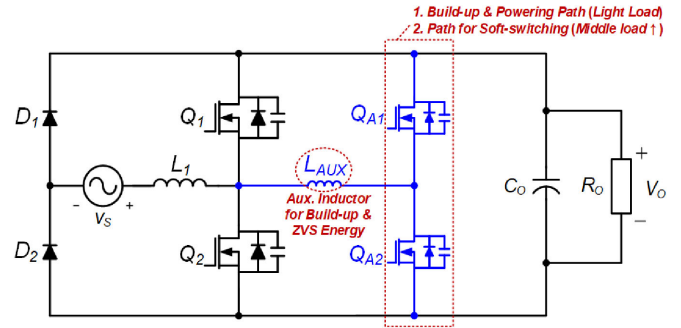 1. Build-up & Powering Path (Light Load)
2. Path for Soft-switching (Middle load ↑)
D1
Q1
QA1
L1
LAUX
- vS +
Aux. Inductor
for Build-up &
ZVS Energy
CO
RO
+
VO
−
D2
Q2
QA2